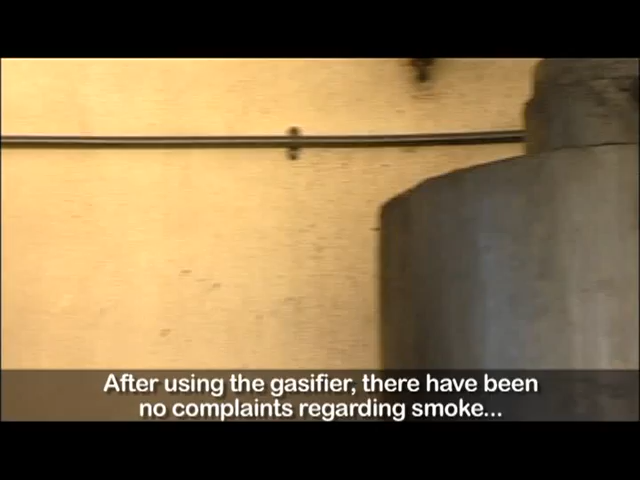 After using the gasifier, there have been
no complaints regarding smoke...